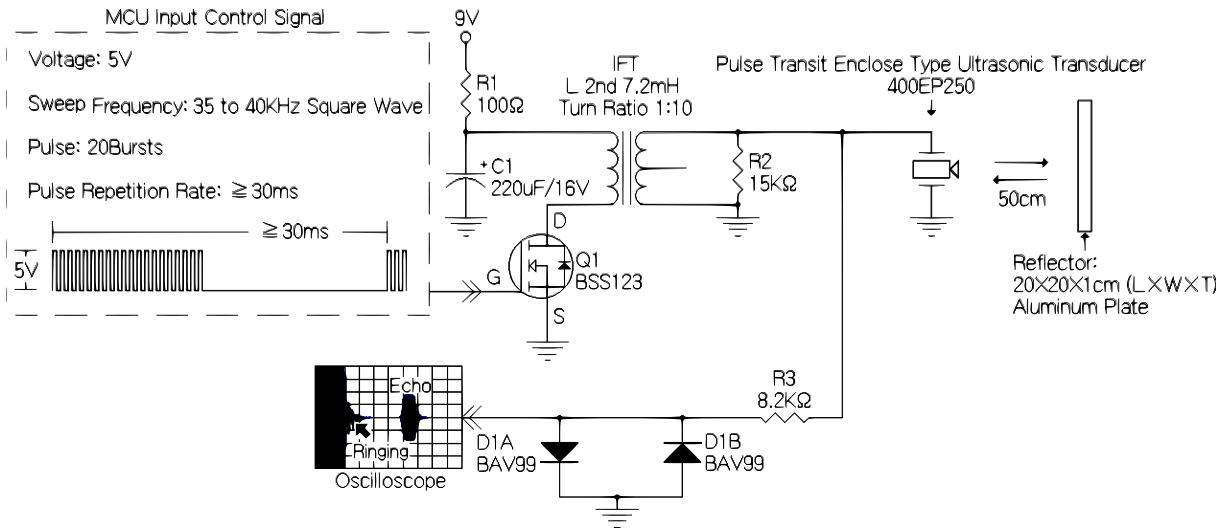 MCU Input Control Signal
Voltage: 5V
Sweep Frequency: 35 to 40KHz Square Wave
Pulse: 20Bursts
Pulse Repetition Rate: ≧30ms
≧30ms
5V
9V
R1
100Ω
+
C1
220uF/16V
IFT
L 2nd 7.2mH
Turn Ratio 1:10
D
G
S
Q1
BSS123
R2
15KΩ
Pulse Transit Enclose Type Ultrasonic Transducer
400EP250
50cm
Reflector:
20X20X1cm (L×W×T)
Aluminum Plate
R3
8.2KΩ
D1A
BAV99
D1B
BAV99
Echo
Ringing
Oscilloscope